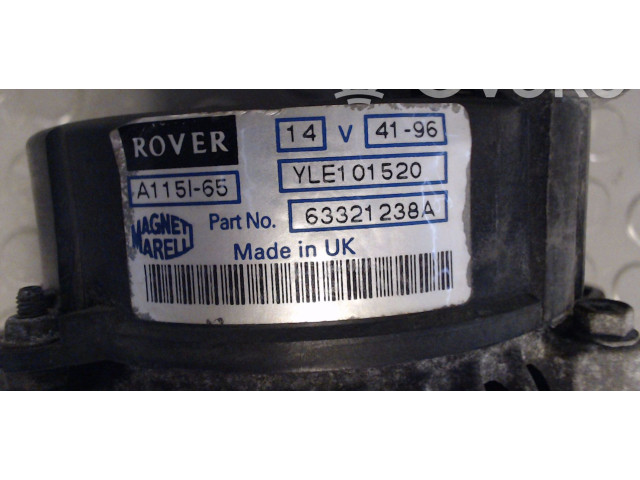 ROVER 14 V 41-96
A115I-65 YLE101520
MAGNETI MARELLI Part No. 63321238A
Made in UK